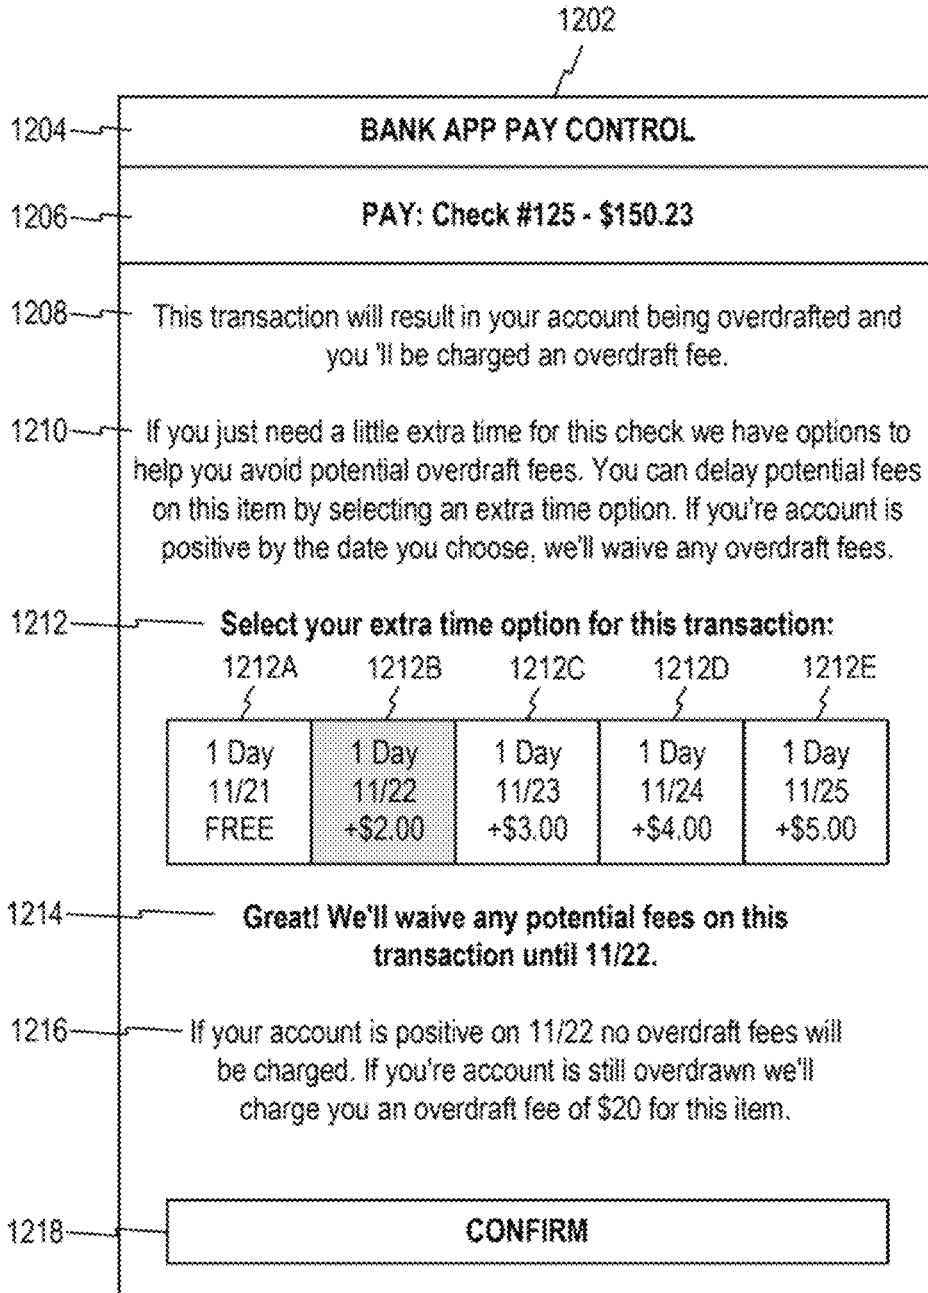 1202
1204
BANK APP PAY CONTROL
1206
PAY: Check #125 - $150.23
1208
This transaction will result in your account being overdrafted and
you 'll be charged an overdraft fee.
1210
If you just need a little extra time for this check we have options to
help you avoid potential overdraft fees. You can delay potential fees
on this item by selecting an extra time option. If you're account is
positive by the date you choose, we'll waive any overdraft fees.
1212
Select your extra time option for this transaction:
1212A 1212B 1212C 1212D 1212E
1 Day 1 Day 1 Day 1 Day 1 Day
11/21 11/22 11/23 11/24 11/25
FREE +$2.00 +$3.00 +$4.00 +$5.00
1214
Great! We'll waive any potential fees on this
transaction until 11/22.
1216
If your account is positive on 11/22 no overdraft fees will
be charged. If you're account is still overdrawn we'll
charge you an overdraft fee of $20 for this item.
1218
CONFIRM